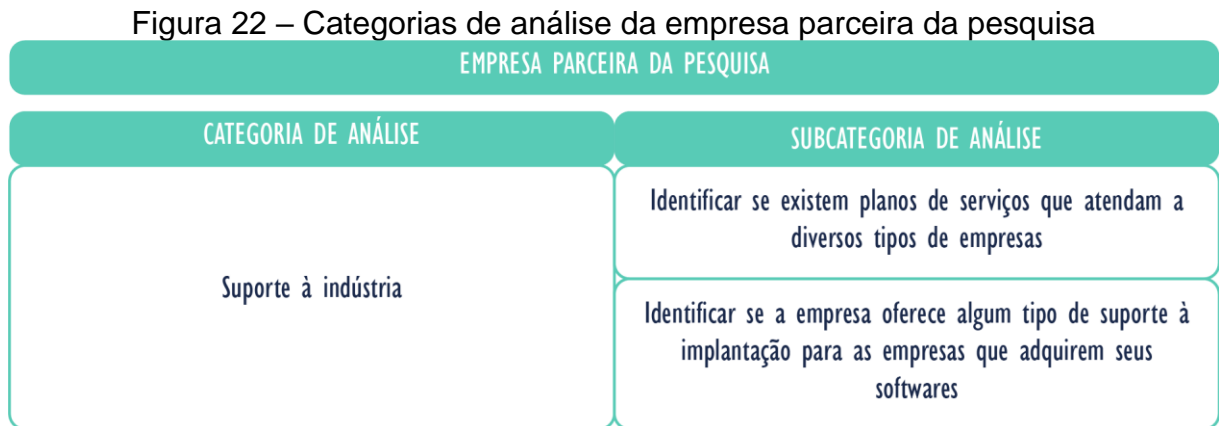 Figura 22 – Categorias de análise da empresa parceira da pesquisa
EMPRESA PARCEIRA DA PESQUISA
CATEGORIA DE ANÁLISE
SUBCATEGORIA DE ANÁLISE
Suporte à indústria
Identificar se existem planos de serviços que atendam a
diversos tipos de empresas
Identificar se a empresa oferece algum tipo de suporte à
implantação para as empresas que adquirem seus
softwares